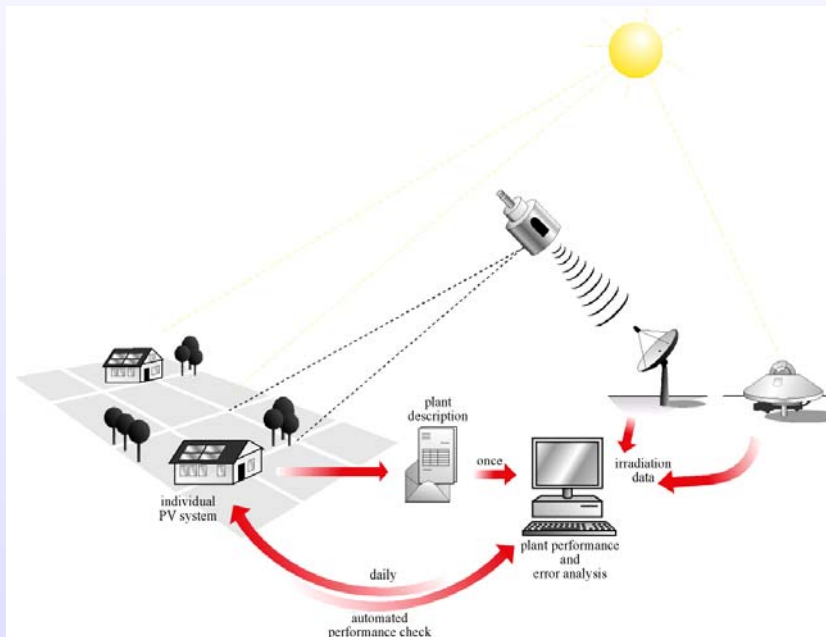 plant
description
once
irradiation
data
individual
PV system
plant performance
and
error analysis
daily
automated
performance check